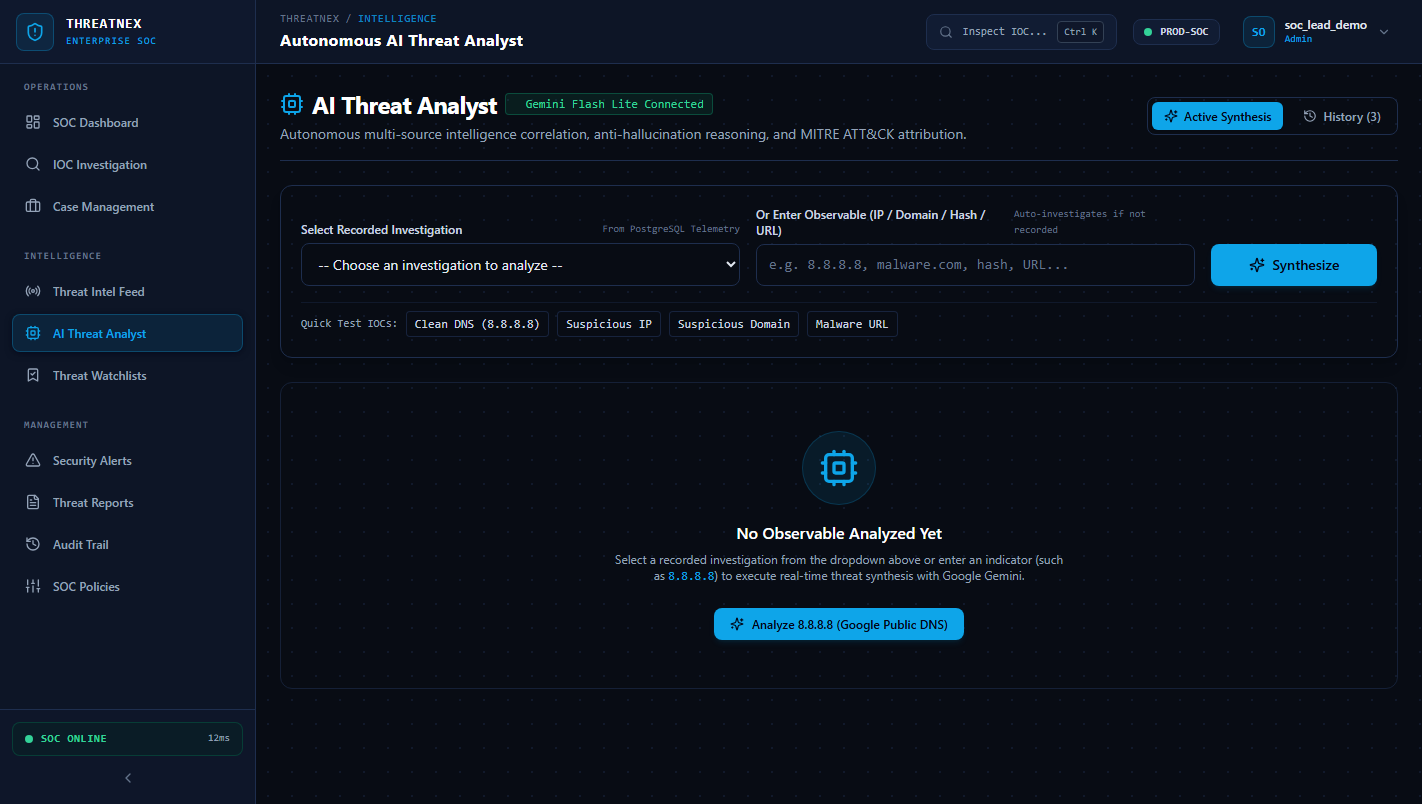 THREATNEX
ENTERPRISE SOC
THREATNEX / INTELLIGENCE
Autonomous AI Threat Analyst
Inspect IOC... Ctrl K
PROD-SOC
SO
soc_lead_demo
Admin
OPERATIONS
SOC Dashboard
IOC Investigation
Case Management
INTELLIGENCE
Threat Intel Feed
AI Threat Analyst
Threat Watchlists
MANAGEMENT
Security Alerts
Threat Reports
Audit Trail
SOC Policies
SOC ONLINE 12ms
AI Threat Analyst Gemini Flash Lite Connected
Autonomous multi-source intelligence correlation, anti-hallucination reasoning, and MITRE ATT&CK attribution.
Active Synthesis History (3)
Select Recorded Investigation From PostgreSQL Telemetry
-- Choose an investigation to analyze --
Or Enter Observable (IP / Domain / Hash /
URL)
Auto-investigates if not
recorded
e.g. 8.8.8.8, malware.com, hash, URL...
Synthesize
Quick Test IOCs: Clean DNS (8.8.8.8) Suspicious IP Suspicious Domain Malware URL
No Observable Analyzed Yet
Select a recorded investigation from the dropdown above or enter an indicator (such
as 8.8.8.8) to execute real-time threat synthesis with Google Gemini.
Analyze 8.8.8.8 (Google Public DNS)